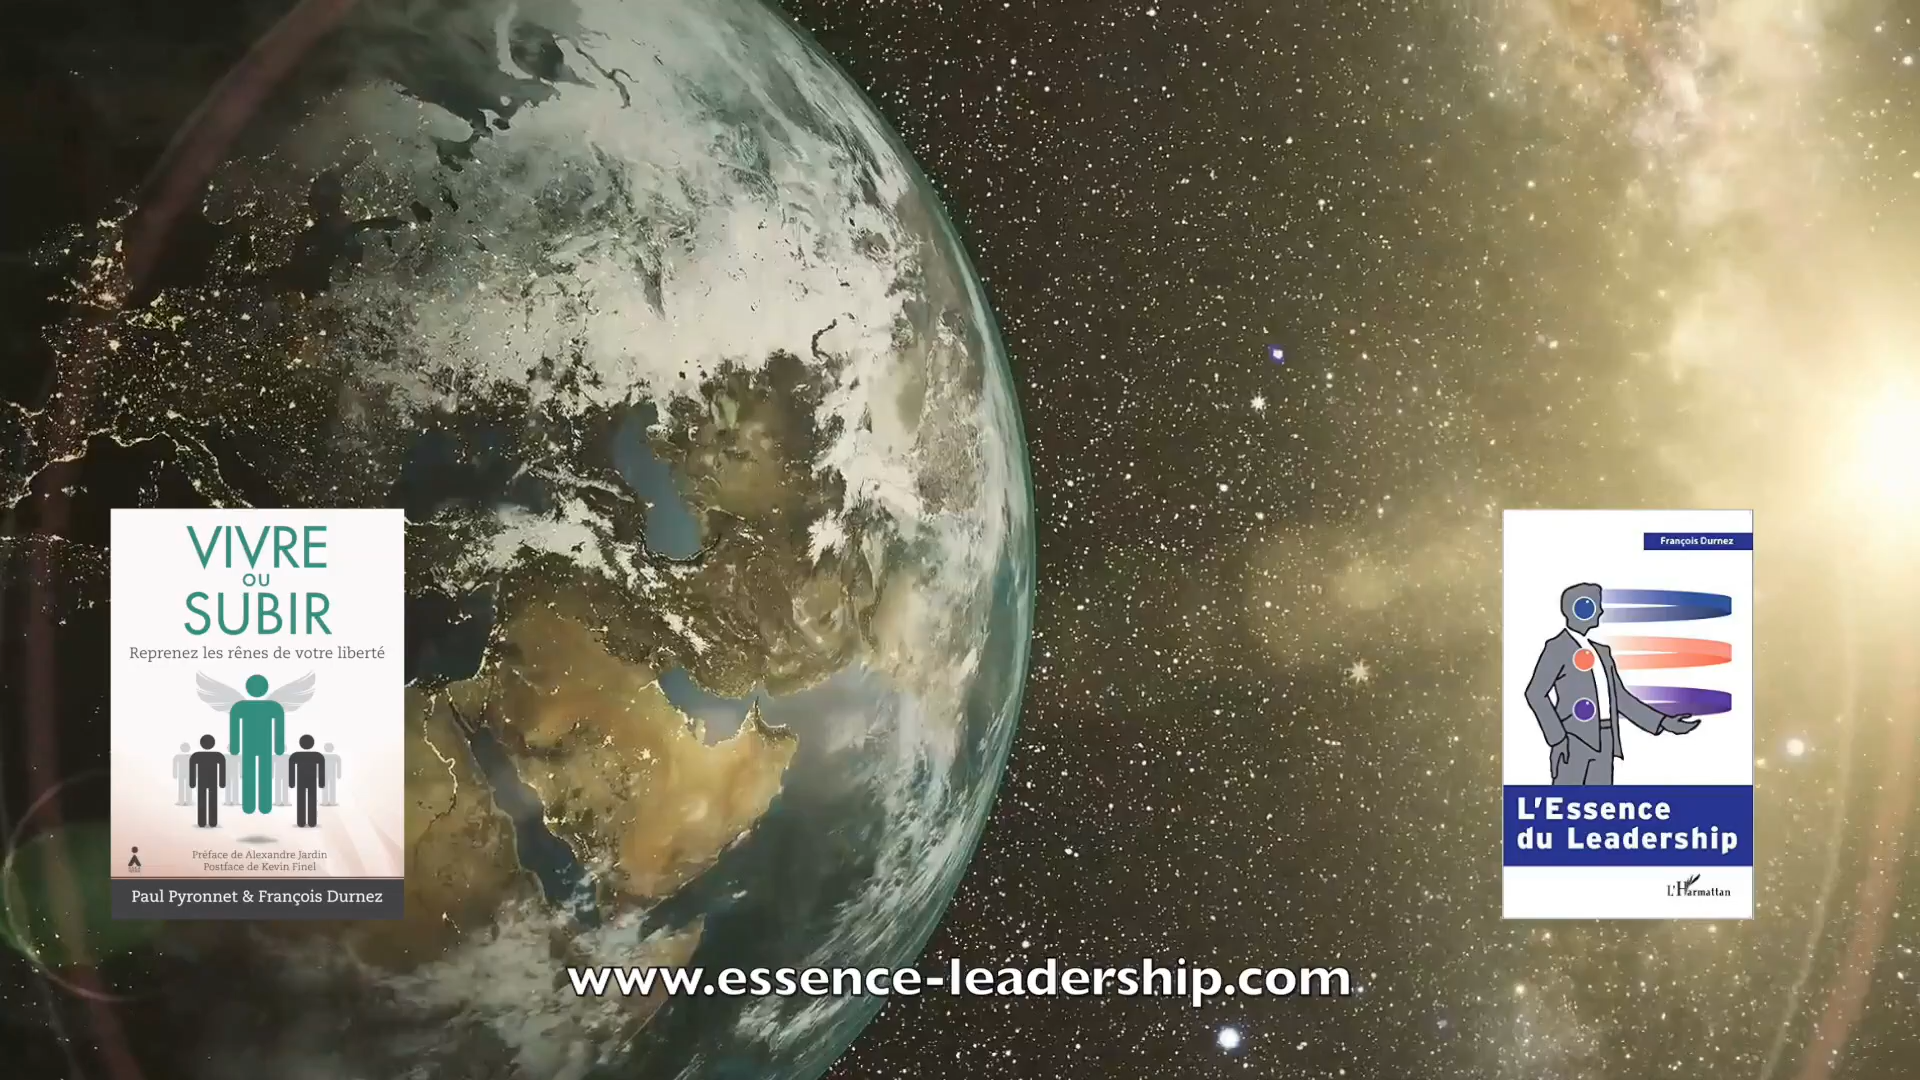 VIVRE
OU
SUBIR
Reprenez les rênes de votre liberté
Préface de Alexandre Jardin
Postface de Kevin Finel
Paul Pyronnet & François Durnez
François Durnez
L'Essence
du Leadership
L'Harmattan
www.essence-leadership.com